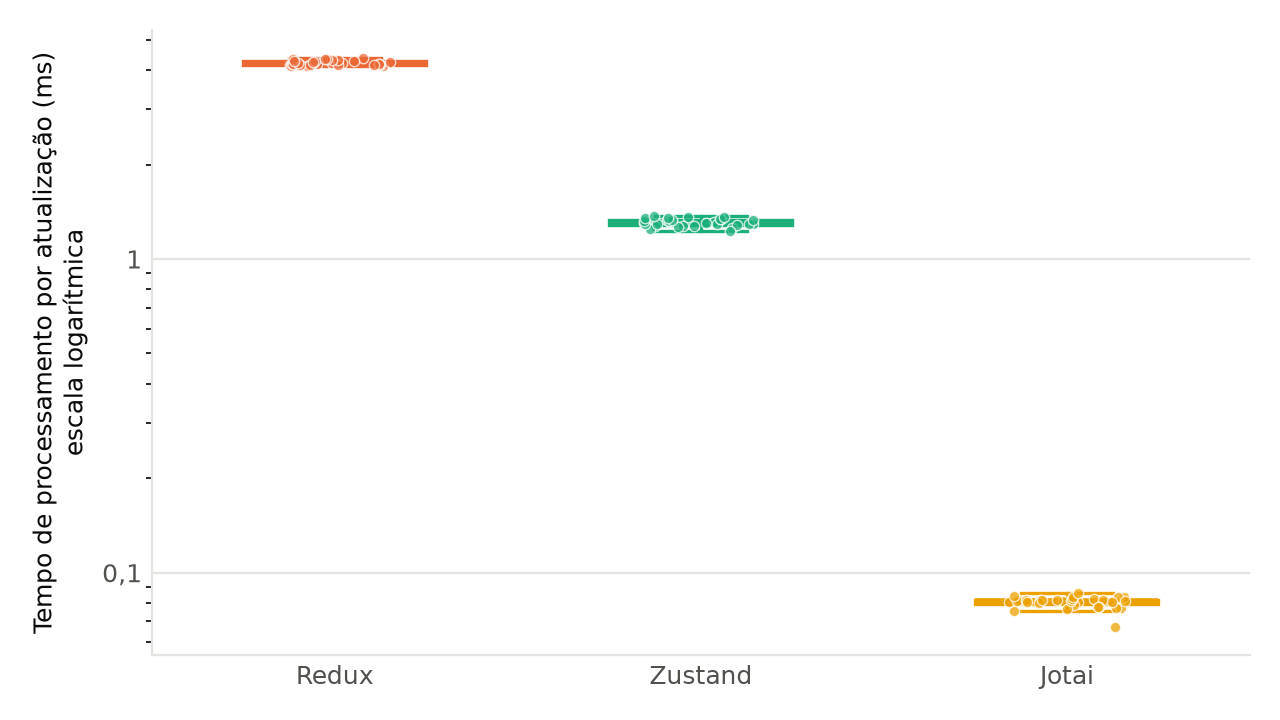 Tempo de processamento por atualização (ms)
escala logarítmica
1
0,1
Redux
Zustand
Jotai